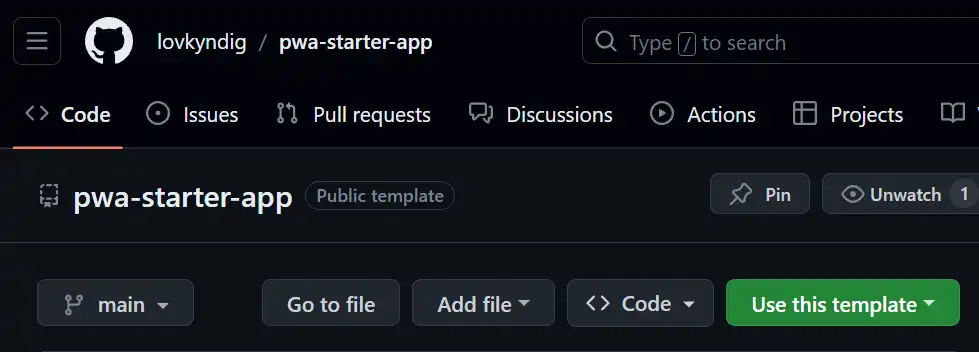 lovkyndig / pwa-starter-app Type / to search
Code Issues Pull requests Discussions Actions Projects
pwa-starter-app Public template Pin Unwatch 1
main Go to file Add file Code Use this template